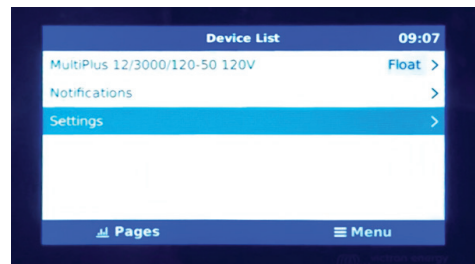 Device List 09:07
MultiPlus 12/3000/120-50 120V Float >
Notifications >
Settings >
Pages Menu